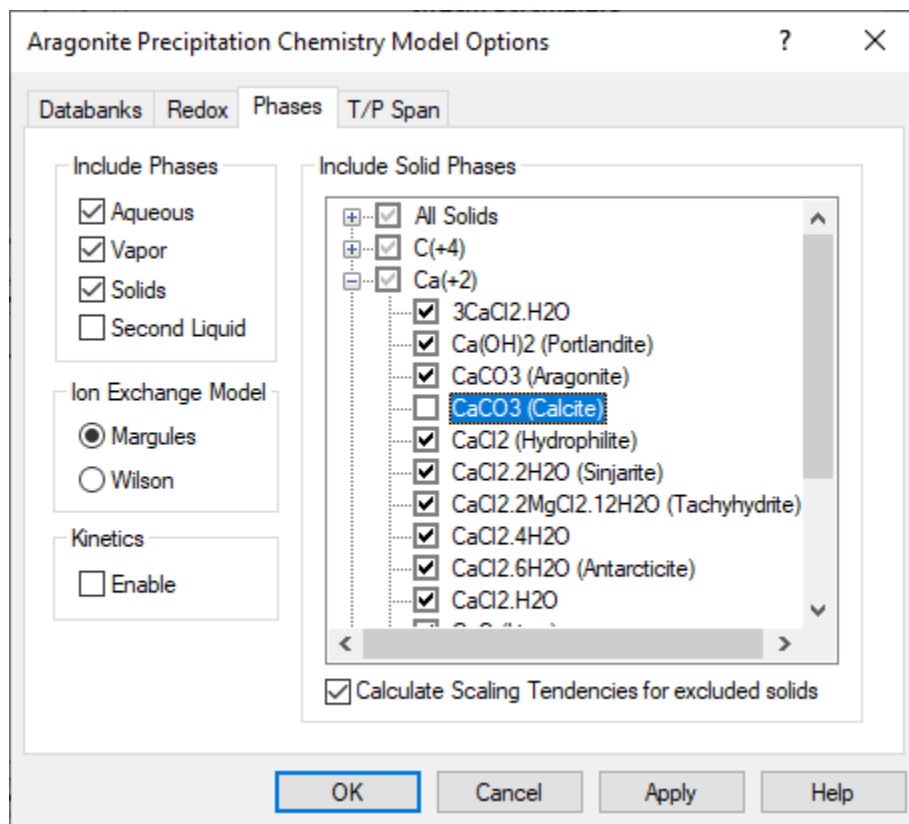 Aragonite Precipitation Chemistry Model Options
?
Databanks Redox Phases T/P Span
Include Phases
Aqueous
Vapor
Solids
Second Liquid
Ion Exchange Model
Margules
Wilson
Kinetics
Enable
Include Solid Phases
All Solids
C(+4)
Ca(+2)
3CaCl2.H2O
Ca(OH)2 (Portlandite)
CaCO3 (Aragonite)
CaCO3 (Calcite)
CaCl2 (Hydrophilite)
CaCl2.2H2O (Sinjarite)
CaCl2.2MgCl2.12H2O (Tachyhydrite)
CaCl2.4H2O
CaCl2.6H2O (Antarcticite)
CaCl2.H2O
Calculate Scaling Tendencies for excluded solids
OK Cancel Apply Help